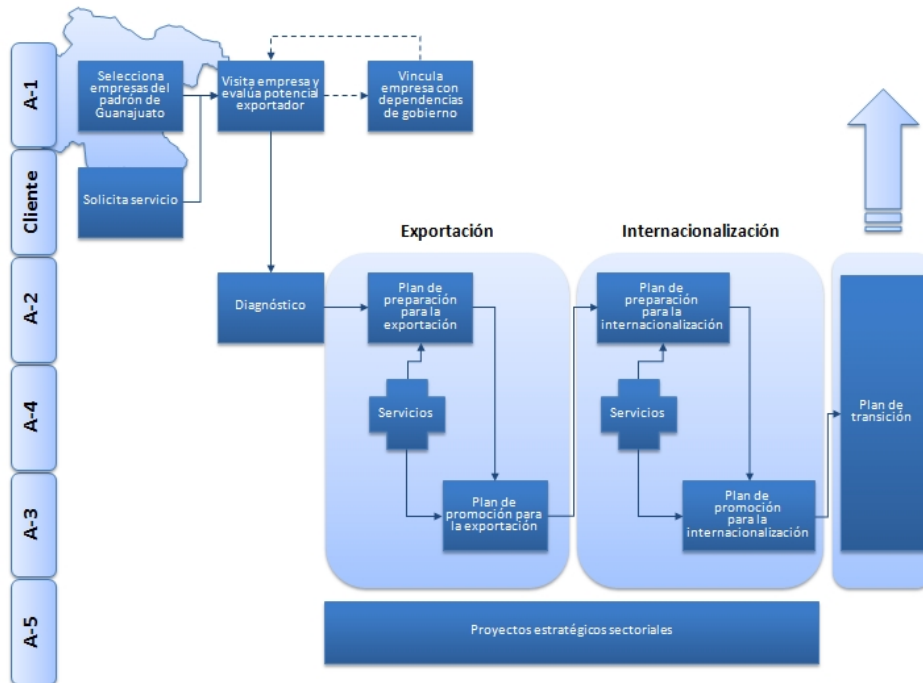 A-1
Selecciona
empresas del
padrón de
Guanajuato
Visita empresa y
evalúa potencial
exportador
Vincula
empresa con
dependencias
de gobierno
Cliente
Solicita servicio
Exportación
Internacionalización
A-2
Diagnóstico
Plan de
preparación
para la
exportación
Plan de
preparación
para la
internacionalización
A-4
Servicios
Servicios
Plan de
transición
A-3
Plan de
promoción para
la exportación
Plan de
promoción
para la
internacionalización
A-5
Proyectos estratégicos sectoriales